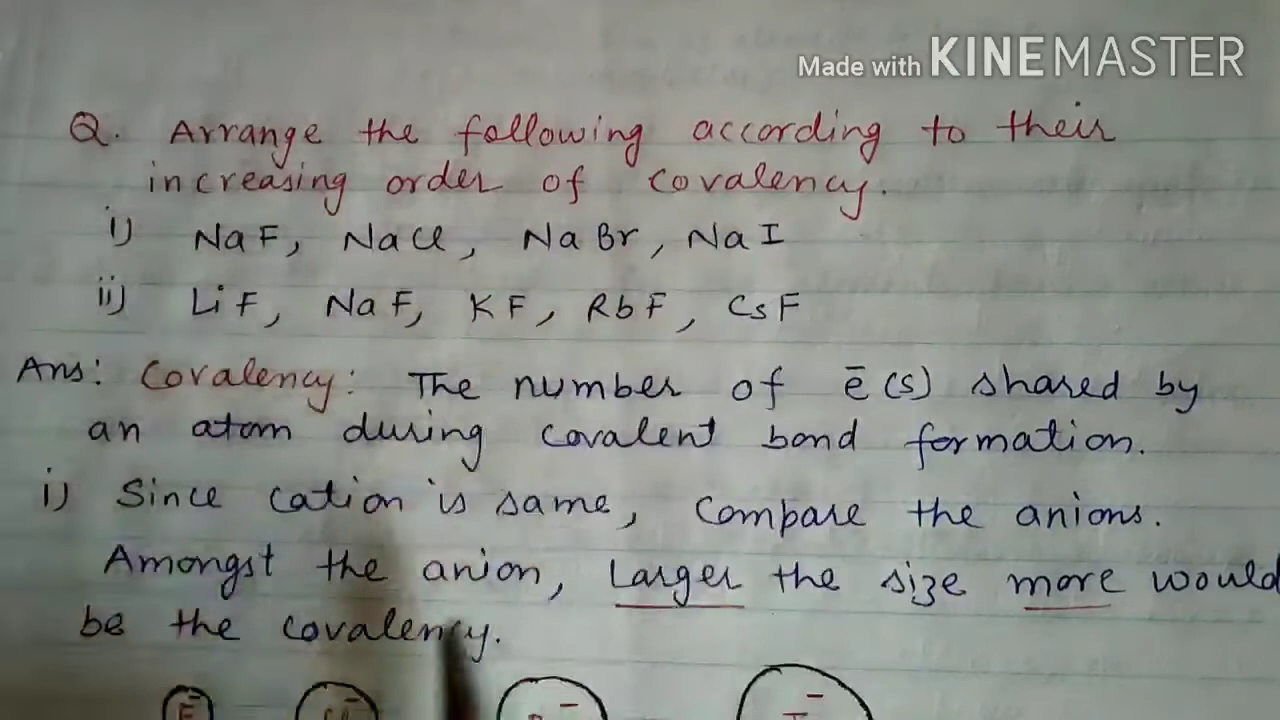 Made with KINEMASTER
Q. Arrange the following according to their
increasing order of covalency.
i) NaF, NaCl, NaBr, NaI
ii) LiF, NaF, KF, RbF, CsF
Ans: Covalency: The number of ē(s) shared by
an atom during covalent bond formation.
i) Since cation is same, Compare the anions.
Amongst the anion, Larger the size more would
be the covalency.
F⁻ Cl⁻